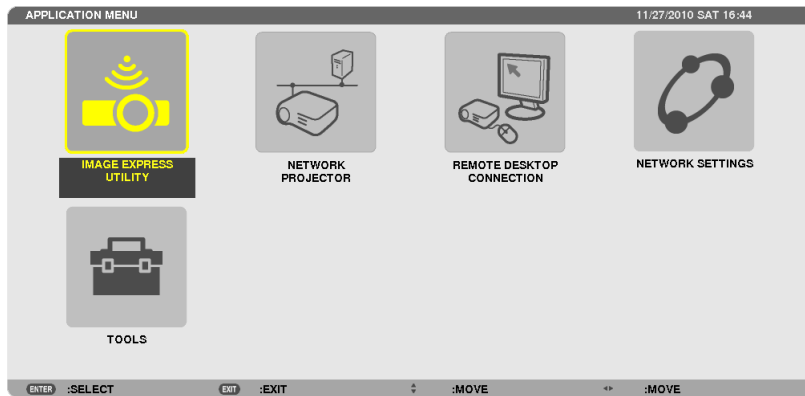 APPLICATION MENU 11/27/2010 SAT 16:44
IMAGE EXPRESS
UTILITY
NETWORK
PROJECTOR
REMOTE DESKTOP
CONNECTION
NETWORK SETTINGS
TOOLS
ENTER :SELECT EXIT :EXIT :MOVE :MOVE